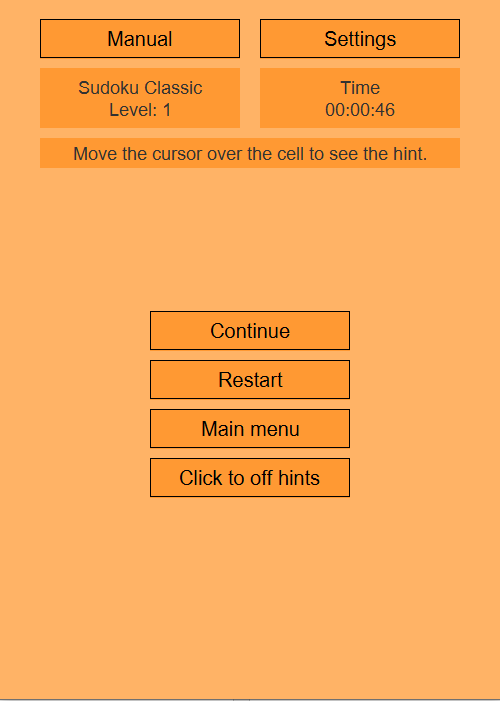 Manual
Settings
Sudoku Classic
Level: 1
Time
00:00:46
Move the cursor over the cell to see the hint.
Continue
Restart
Main menu
Click to off hints